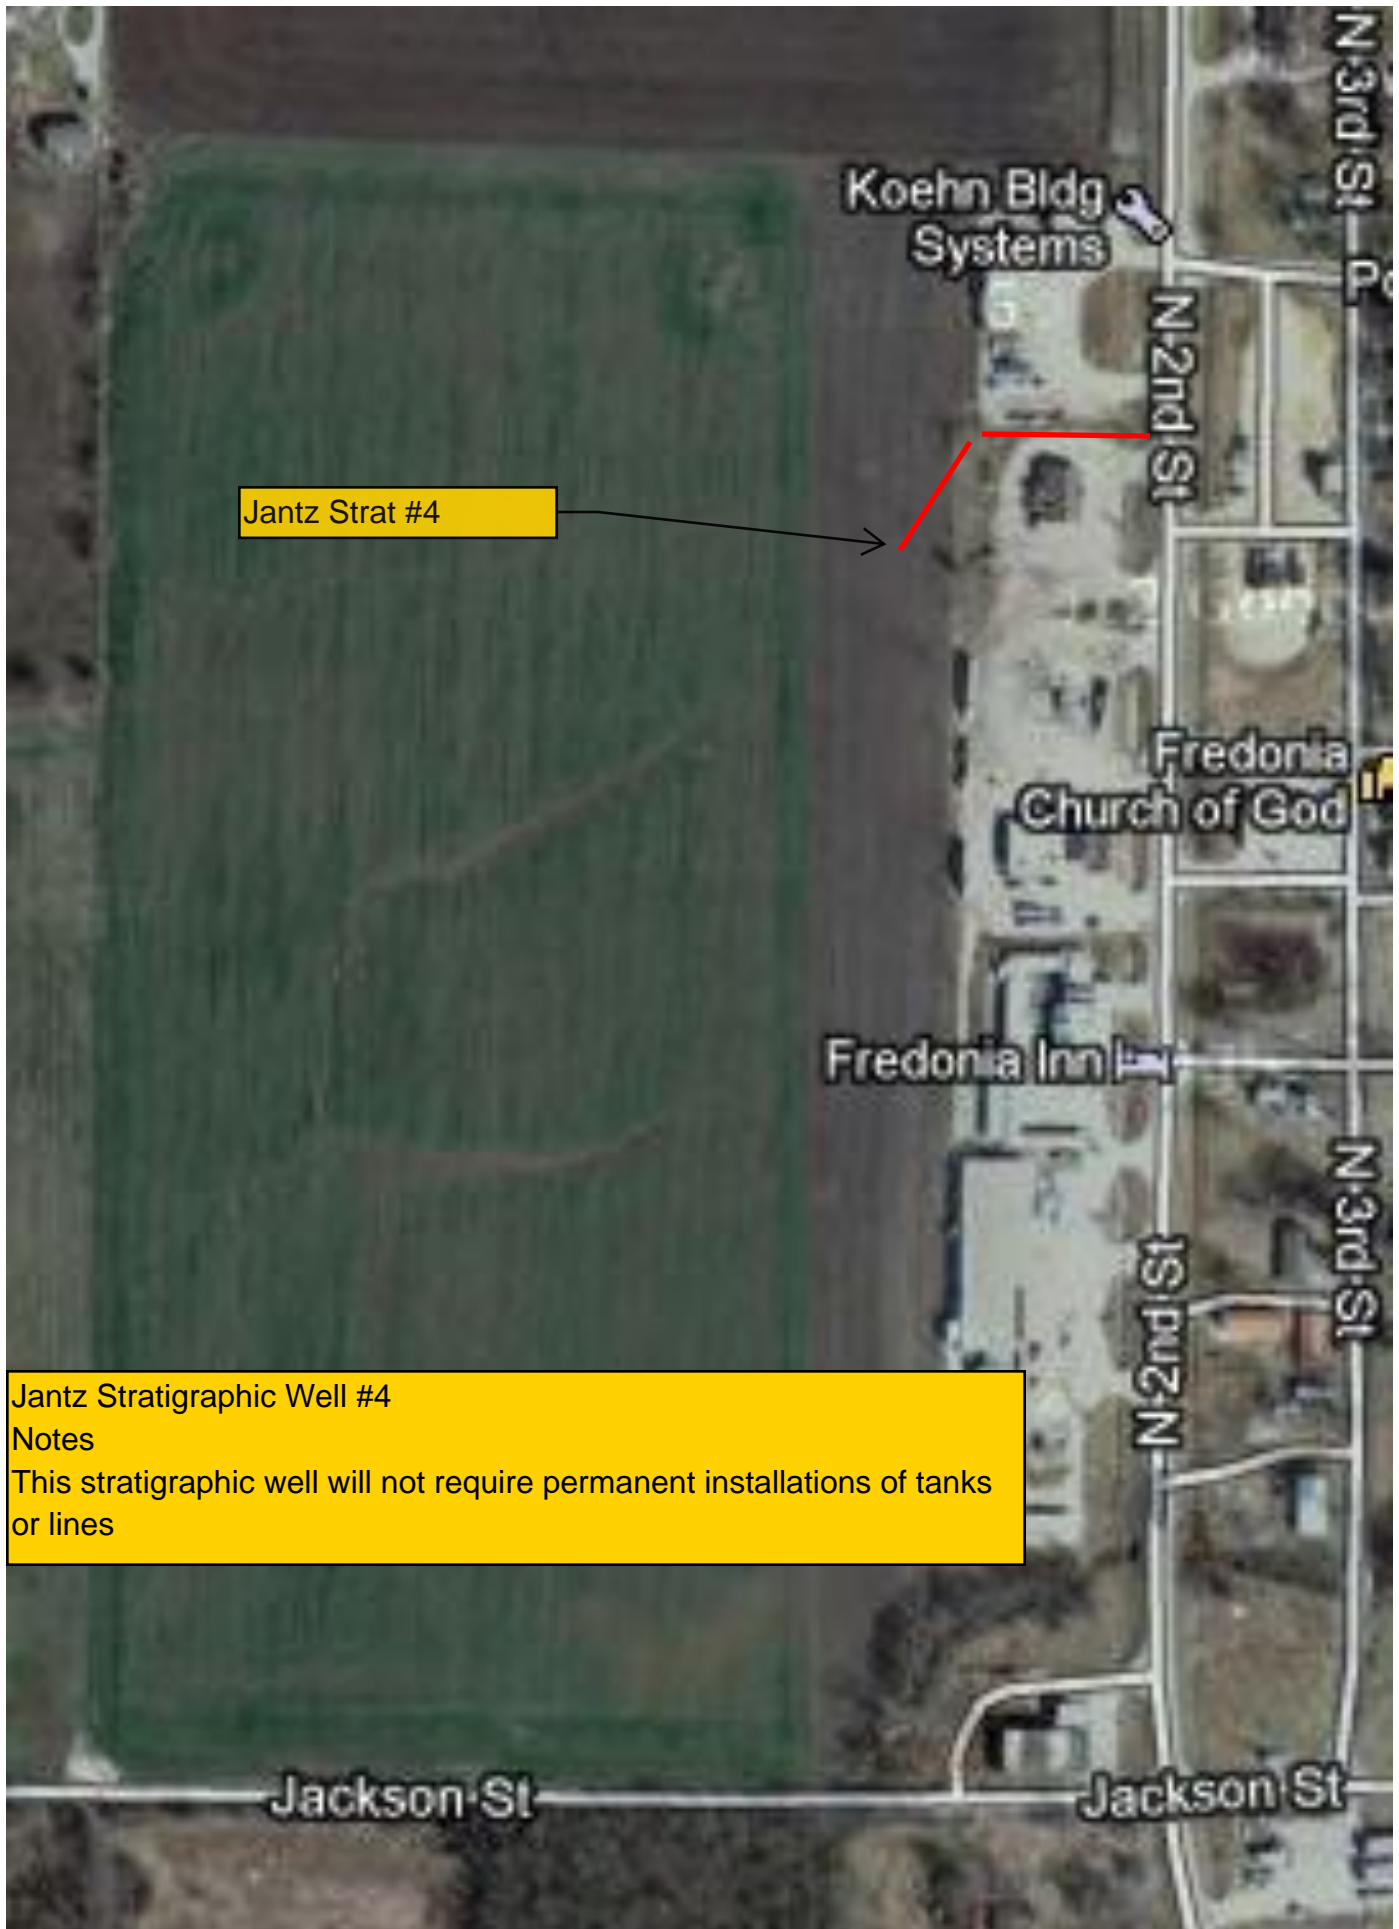 N 3rd St
Koehn Bldg
Systems
N 2nd St
Jantz Strat #4
Fredonia
Church of God
Fredonia Inn
N 3rd St
N 2nd St
Jantz Stratigraphic Well #4
Notes
This stratigraphic well will not require permanent installations of tanks
or lines
Jackson St
Jackson St